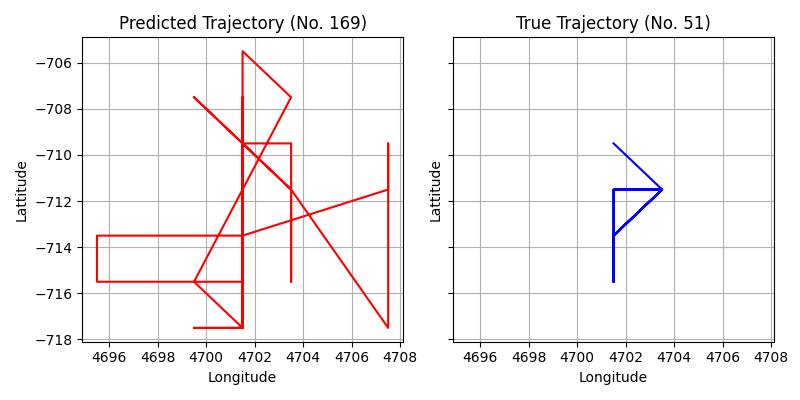 Predicted Trajectory (No. 169)
True Trajectory (No. 51)
Lattitude
−706
−708
−710
−712
−714
−716
−718
4696 4698 4700 4702 4704 4706 4708
Longitude
Lattitude
4696 4698 4700 4702 4704 4706 4708
Longitude